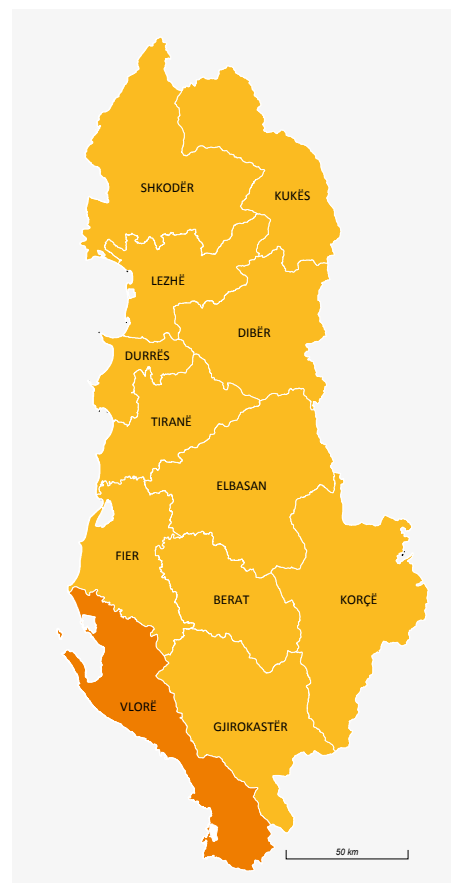 SHKODËR
KUKËS
LEZHË
DIBËR
DURRËS
TIRANË
ELBASAN
FIER
BERAT
KORÇË
VLORË
GJIROKASTËR
50 km